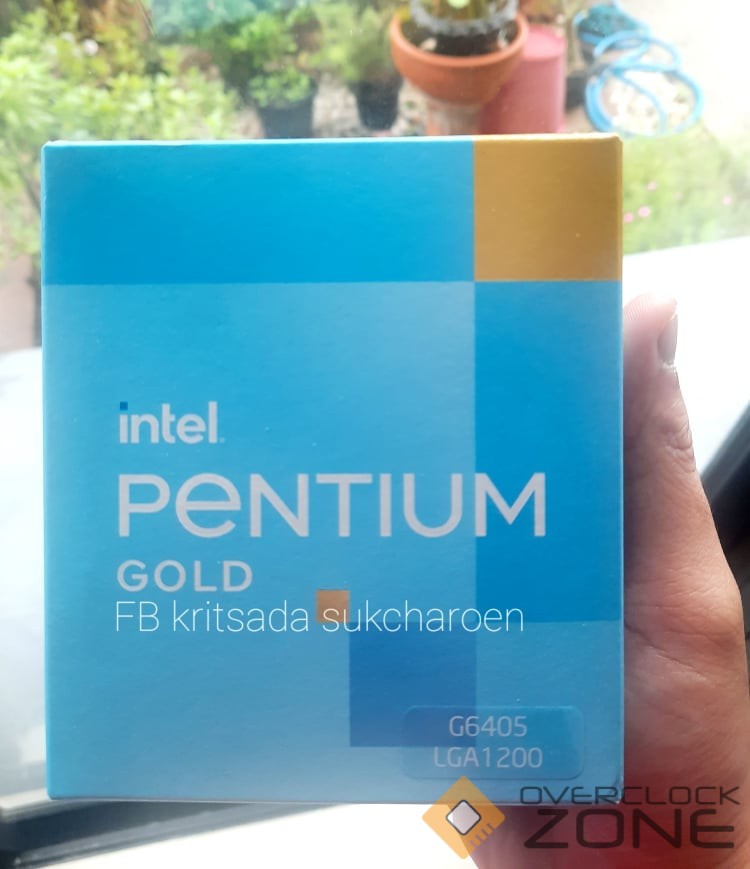 intel
PENTIUM
GOLD
FB kritsada sukcharoen
G6405
LGA1200
OVERCLOCK
ZONE